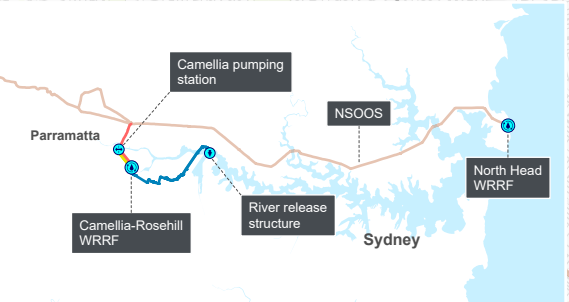 Camellia pumping
station
NSOOS
Parramatta
North Head
WRRF
River release
structure
Camellia-Rosehill
WRRF
Sydney